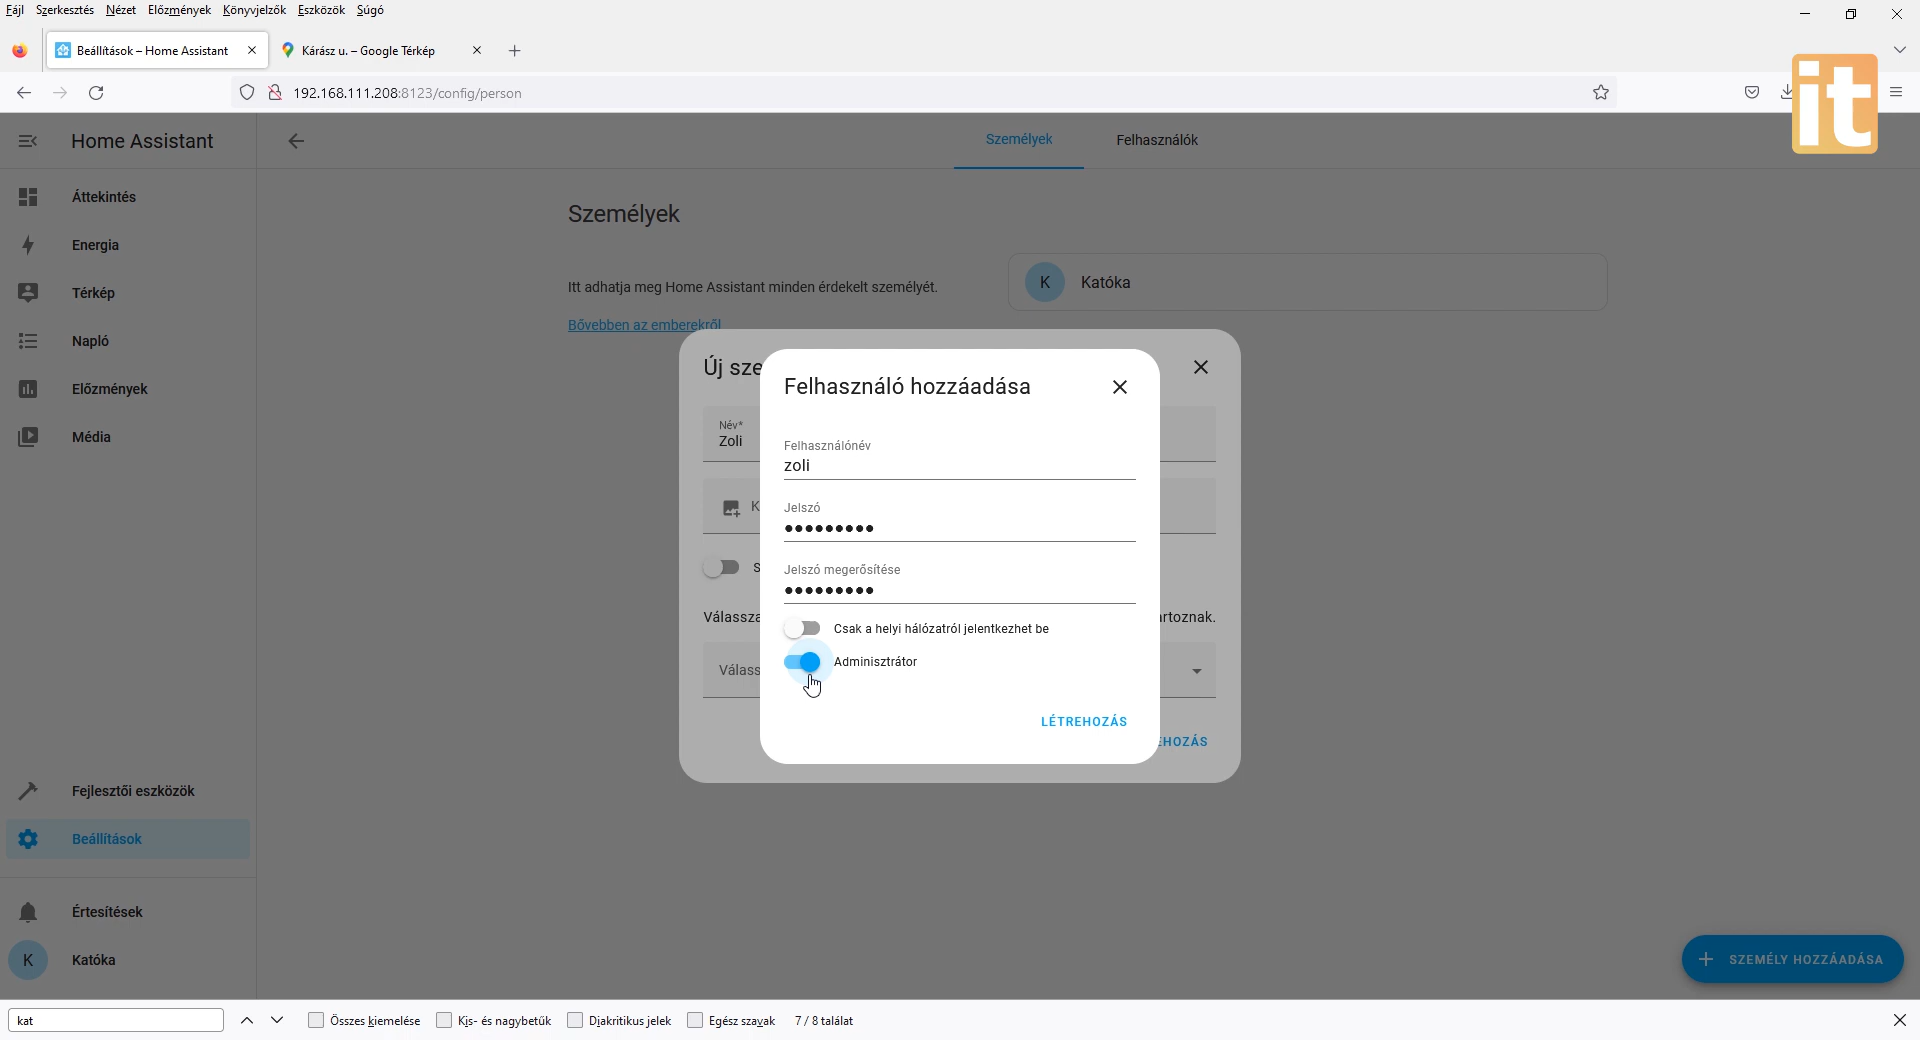 Fájl Szerkesztés Nézet Előzmények Könyvjelzők Eszközök Súgó
Beállítások – Home Assistant
Kárász u. – Google Térkép
192.168.111.208:8123/config/person
it
Home Assistant
Személyek
Felhasználók
Áttekintés
Energia
Térkép
Napló
Előzmények
Média
Fejlesztői eszközök
Beállítások
Értesítések
K
Katóka
Személyek
Itt adhatja meg Home Assistant minden érdekelt személyét.
Bővebben az emberekről
K Katóka
Új sze
Név*
Zoli
K
S
Válassza
artoznak.
Válass
EHOZÁS
Felhasználó hozzáadása
Felhasználónév
zoli
Jelszó
●●●●●●●●●
Jelszó megerősítése
●●●●●●●●●
Csak a helyi hálózatról jelentkezhet be
Adminisztrátor
LÉTREHOZÁS
SZEMÉLY HOZZÁADÁSA
kat
Összes kiemelése
Kis- és nagybetűk
Diakritikus jelek
Egész szavak
7 / 8 találat